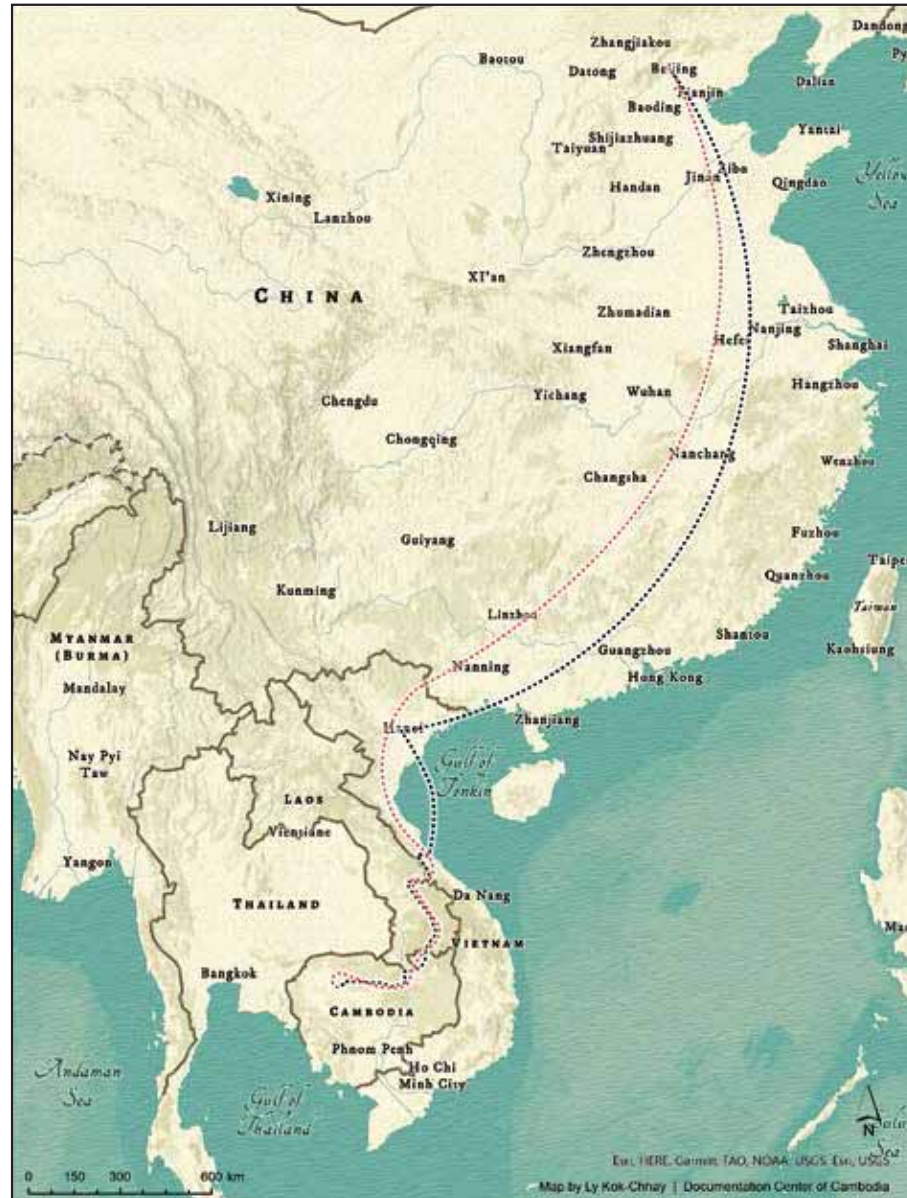 Dandong
Zhangjiakou
Baotou
Beijing
Datong
Dalian
Tianjin
Baoding
Yantai
Shijiazhuang
Taiyuan
Zibo
Jinan
Yellow
Sea
Handan
Qingdao
Xining
Lanzhou
Zhengzhou
XI'an
CHINA
Zhumadian
Taizhou
Nanjing
Hefei
Shanghai
Xiangfan
Hangzhou
Yichang
Wuhan
Chengdu
Chongqing
Nanchang
Wenzhou
Changsha
Lijiang
Guiyang
Fuzhou
Taipei
Quanzhou
Kunming
Taiwan
Linzhou
Shantou
MYANMAR
(BURMA)
Guangzhou
Kaohsiung
Nanning
Hong Kong
Mandalay
Zhanjiang
Hanoi
Gulf of
Tonkin
Nay Pyi
Taw
LAOS
Vientiane
Yangon
Da Nang
THAILAND
VIETNAM
Bangkok
CAMBODIA
Phnom Penh
Ho Chi
Minh City
Andaman
Sea
Gulf of
Thailand
N
Sulu
Sea
0 150 300 600 km
Esri, HERE, Garmin, FAO, NOAA, USGS, Esri, USGS
Map by Ly Kok-Chhay | Documentation Center of Cambodia